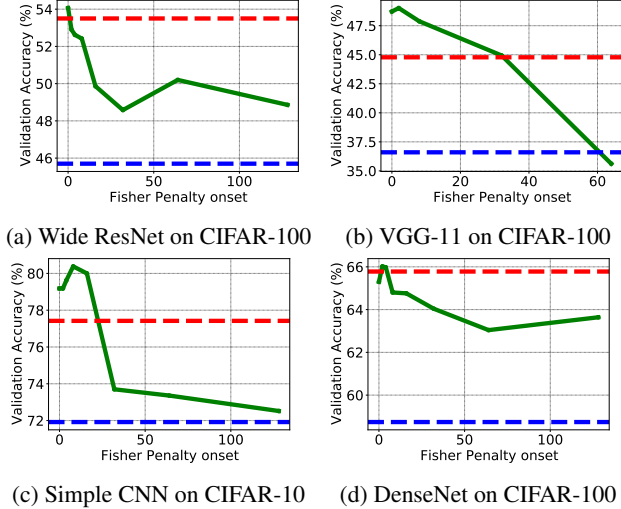 54
52
50
48
46
Validation Accuracy (%)
0 50 100
Fisher Penalty onset
(a) Wide ResNet on CIFAR-100
47.5
45.0
42.5
40.0
37.5
35.0
Validation Accuracy (%)
0 20 40 60
Fisher Penalty onset
(b) VGG-11 on CIFAR-100
80
78
76
74
72
Validation Accuracy (%)
0 50 100
Fisher Penalty onset
(c) Simple CNN on CIFAR-10
66
64
62
60
Validation Accuracy (%)
0 50 100
Fisher Penalty onset
(d) DenseNet on CIFAR-100